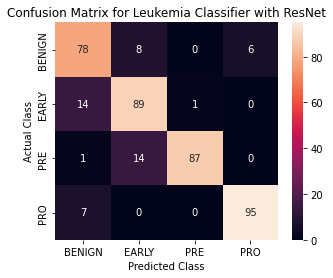 Confusion Matrix for Leukemia Classifier with ResNet
Actual Class
BENIGN 78 8 0 6
EARLY 14 89 1 0
PRE 1 14 87 0
PRO 7 0 0 95
BENIGN EARLY PRE PRO
Predicted Class
80
60
40
20
0